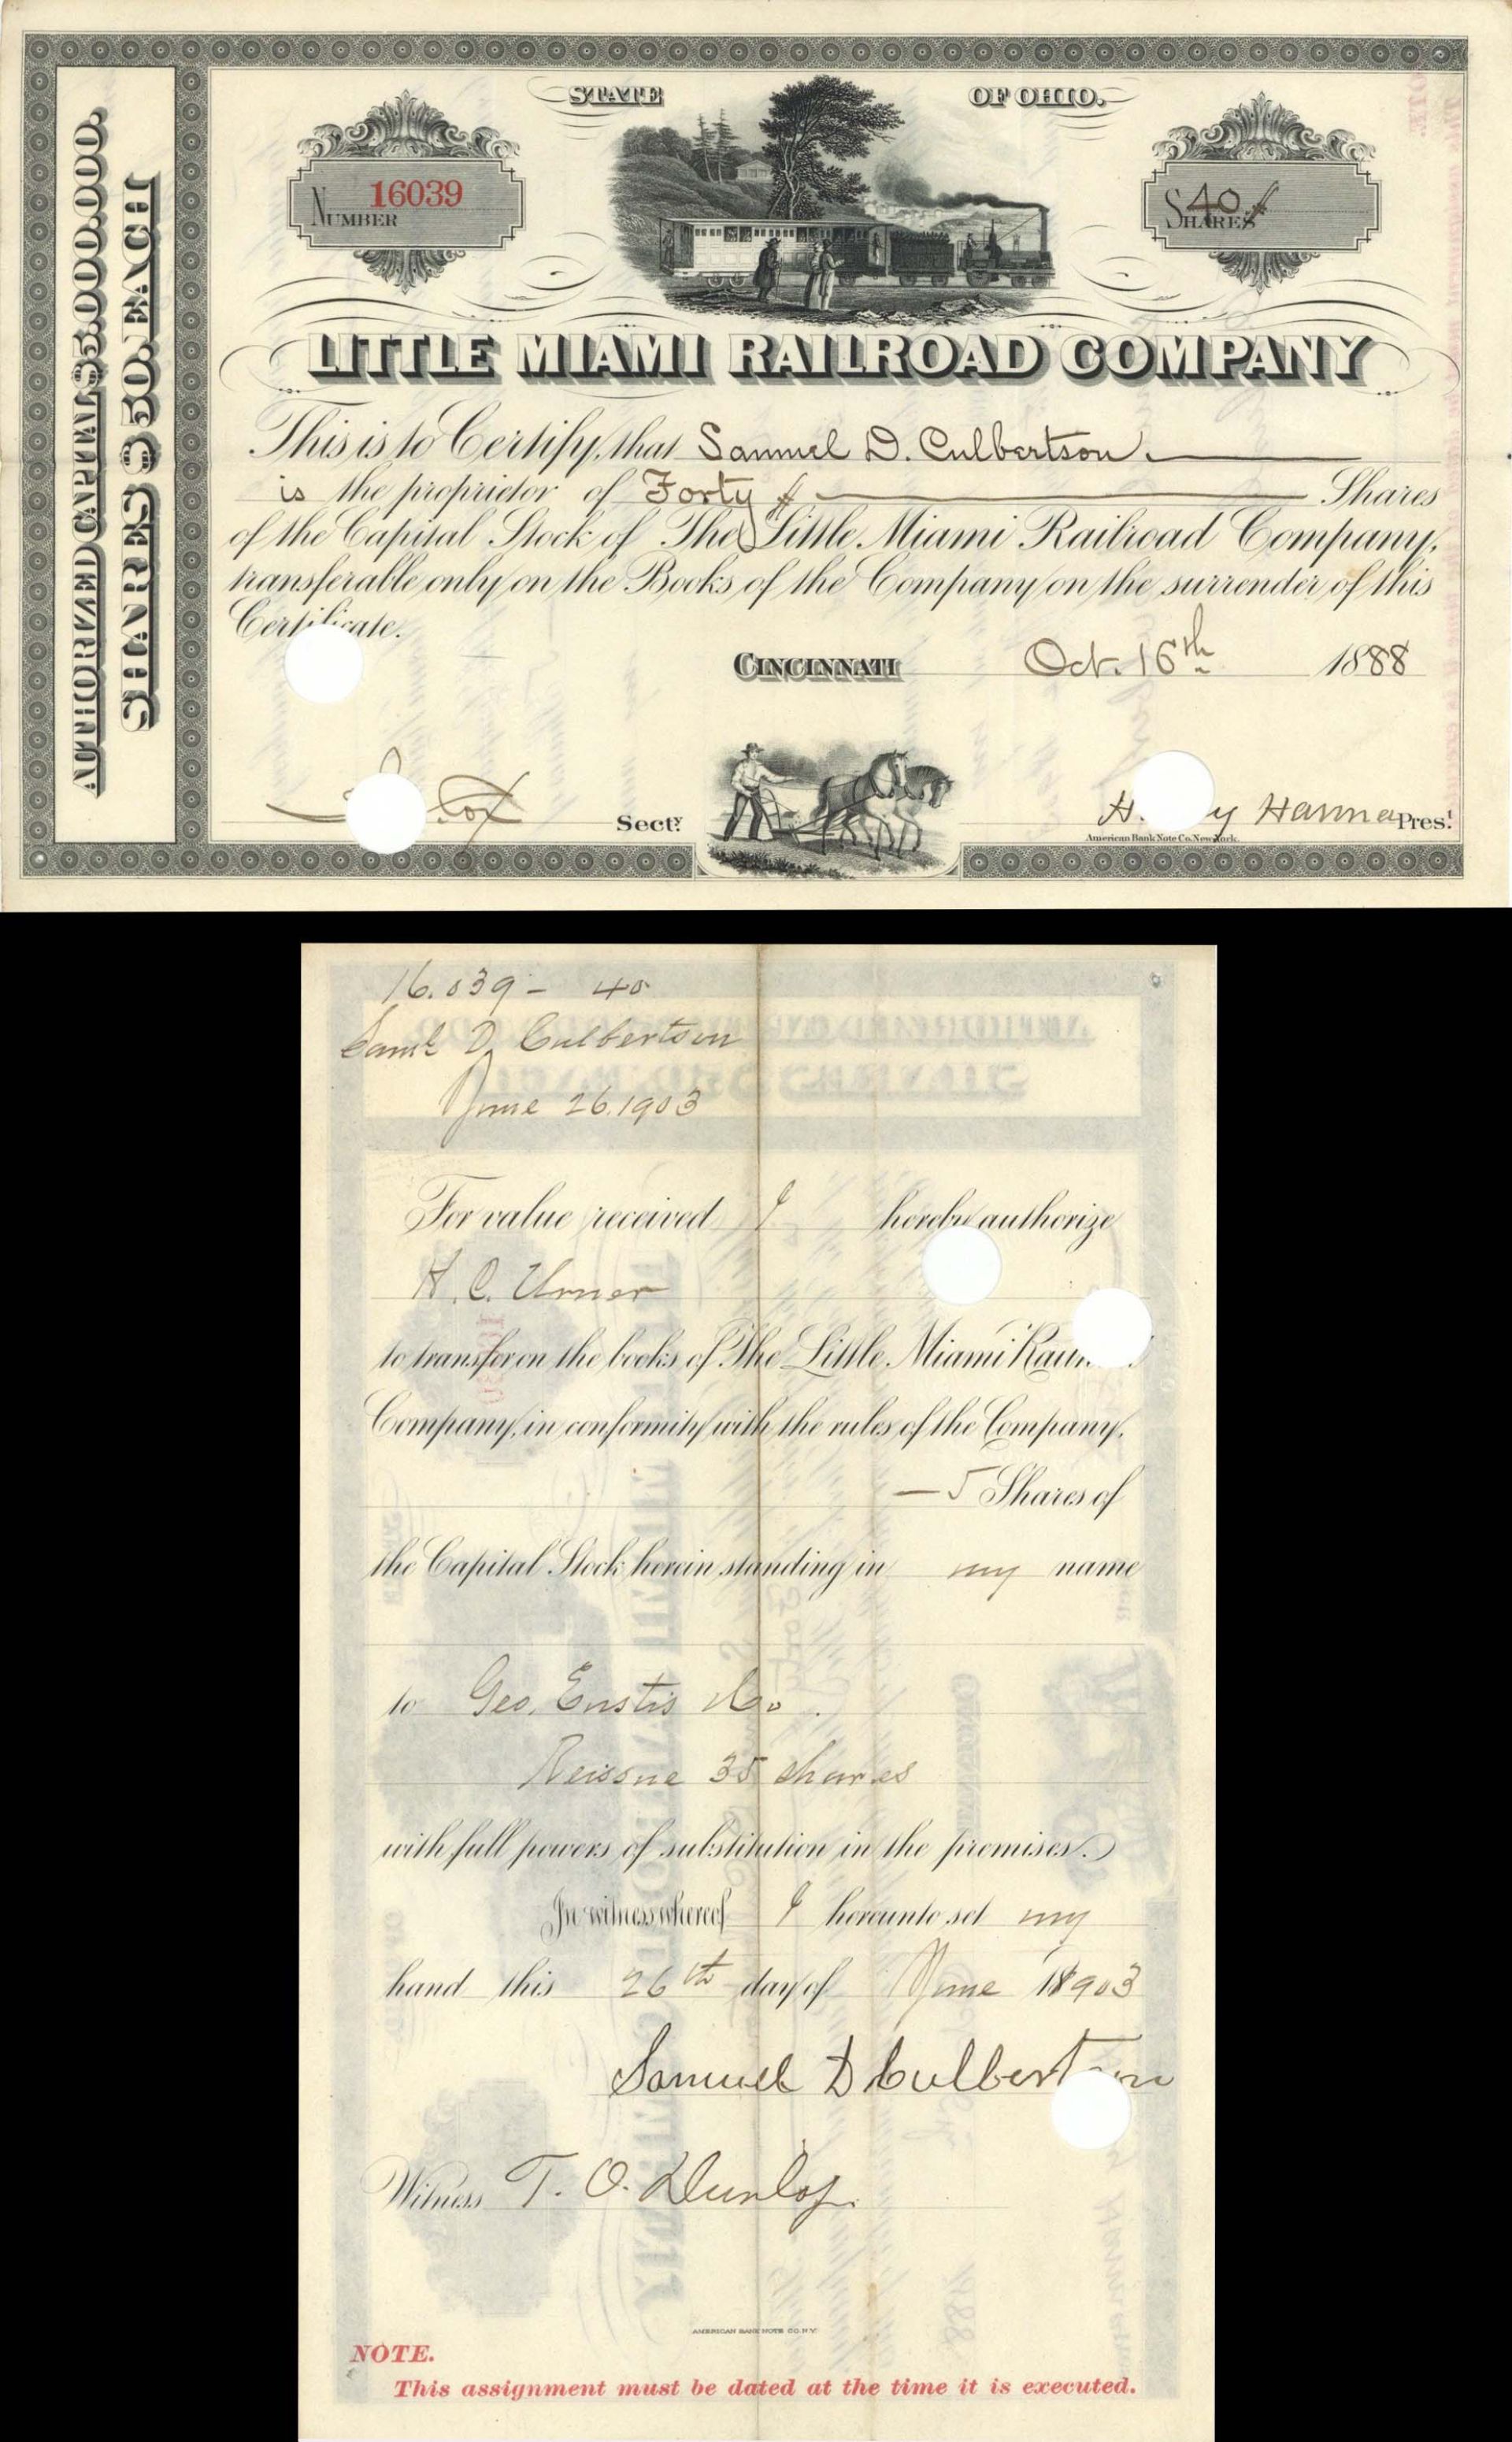 STATE OF OHIO.
AUTHORIZED CAPITAL $5,000,000.
SHARES $50. EACH
NUMBER 16039
SHARES 40
LITTLE MIAMI RAILROAD COMPANY
This is to Certify, that Samuel D. Culbertson
is the proprietor of Forty Shares
of the Capital Stock of The Little Miami Railroad Company,
transferable only on the Books of the Company on the surrender of this
Certificate.
CINCINNATI Oct. 16th 1888
Cox Secty. H. y Hanna Pres't
American Bank Note Co. New York.
16.039 - 40
Saml D. Culbertson
June 26. 1903
For value received I hereby authorize
H. C. Urner
to transfer on the books of The Little Miami
Company, in conformity with the rules of the Company,
— 5 Shares of
the Capital Stock herein standing in my name
to Geo. Eustis & Co.
Reissue 35 shares
with full powers of substitution in the premises.
In witness whereof I hereunto set my
hand this 26th day of June 1903
Samuel D Culbertson
Witness T. O. Dunlop.
AMERICAN BANK NOTE CO. N.Y.
NOTE.
This assignment must be dated at the time it is executed.